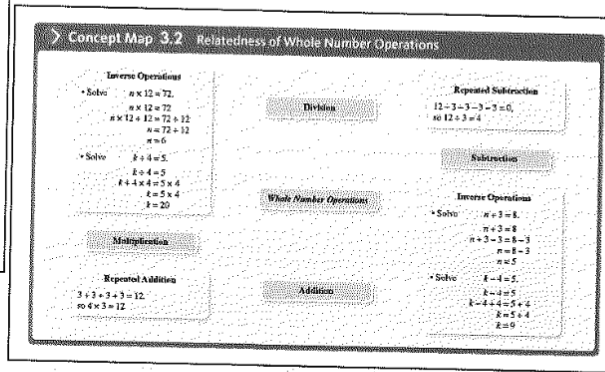 > Concept Map 3.2 Relatedness of Whole Number Operations
Inverse Operations
• Solve n × 12 = 72.
n × 12 = 72
n × 12 ÷ 12 = 72 ÷ 12
n = 72 ÷ 12
n = 6
• Solve k ÷ 4 = 5.
k ÷ 4 = 5
k ÷ 4 × 4 = 5 × 4
k = 5 × 4
k = 20
Multiplication
Repeated Addition
3 + 3 + 3 + 3 = 12
so 4 × 3 = 12
Division
Whole Number Operations
Addition
Repeated Subtraction
12 – 3 – 3 – 3 – 3 = 0,
so 12 ÷ 3 = 4
Subtraction
Inverse Operations
• Solve n + 3 = 8.
n + 3 = 8
n + 3 – 3 = 8 – 3
n = 8 – 3
n = 5
• Solve k – 4 = 5.
k – 4 = 5
k – 4 + 4 = 5 + 4
k = 5 + 4
k = 9